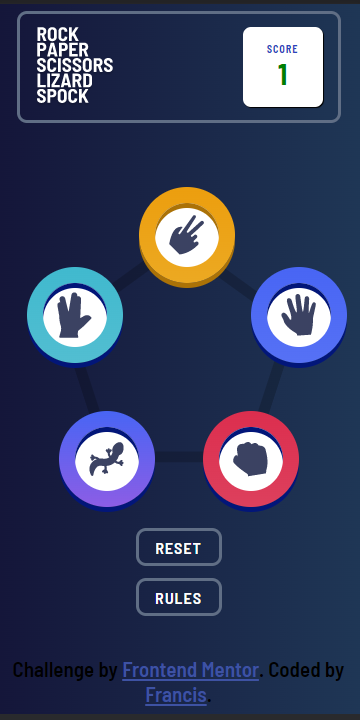 ROCK
PAPER
SCISSORS
LIZARD
SPOCK
SCORE
1
RESET
RULES
Challenge by Frontend Mentor. Coded by
Francis.